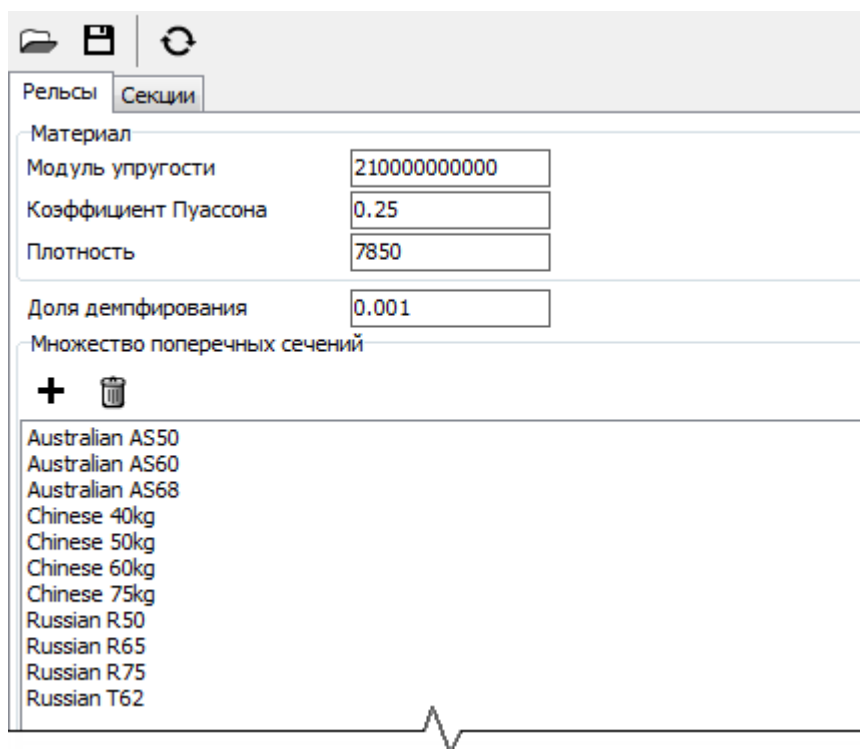 Рельсы Секции
Материал
Модуль упругости 210000000000
Коэффициент Пуассона 0.25
Плотность 7850
Доля демпфирования 0.001
Множество поперечных сечений
Australian AS50
Australian AS60
Australian AS68
Chinese 40kg
Chinese 50kg
Chinese 60kg
Chinese 75kg
Russian R50
Russian R65
Russian R75
Russian T62